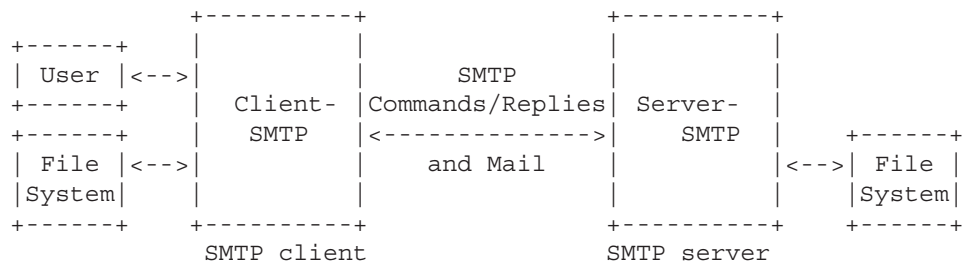 +----------+ +----------+
+------+ | | | |
| User |<-->| | SMTP | |
+------+ | Client- |Commands/Replies| Server- |
+------+ | SMTP |<-------------->| SMTP | +------+
| File |<-->| | and Mail | |<-->| File |
|System| | | | | |System|
+------+ +----------+ +----------+ +------+
SMTP client SMTP server